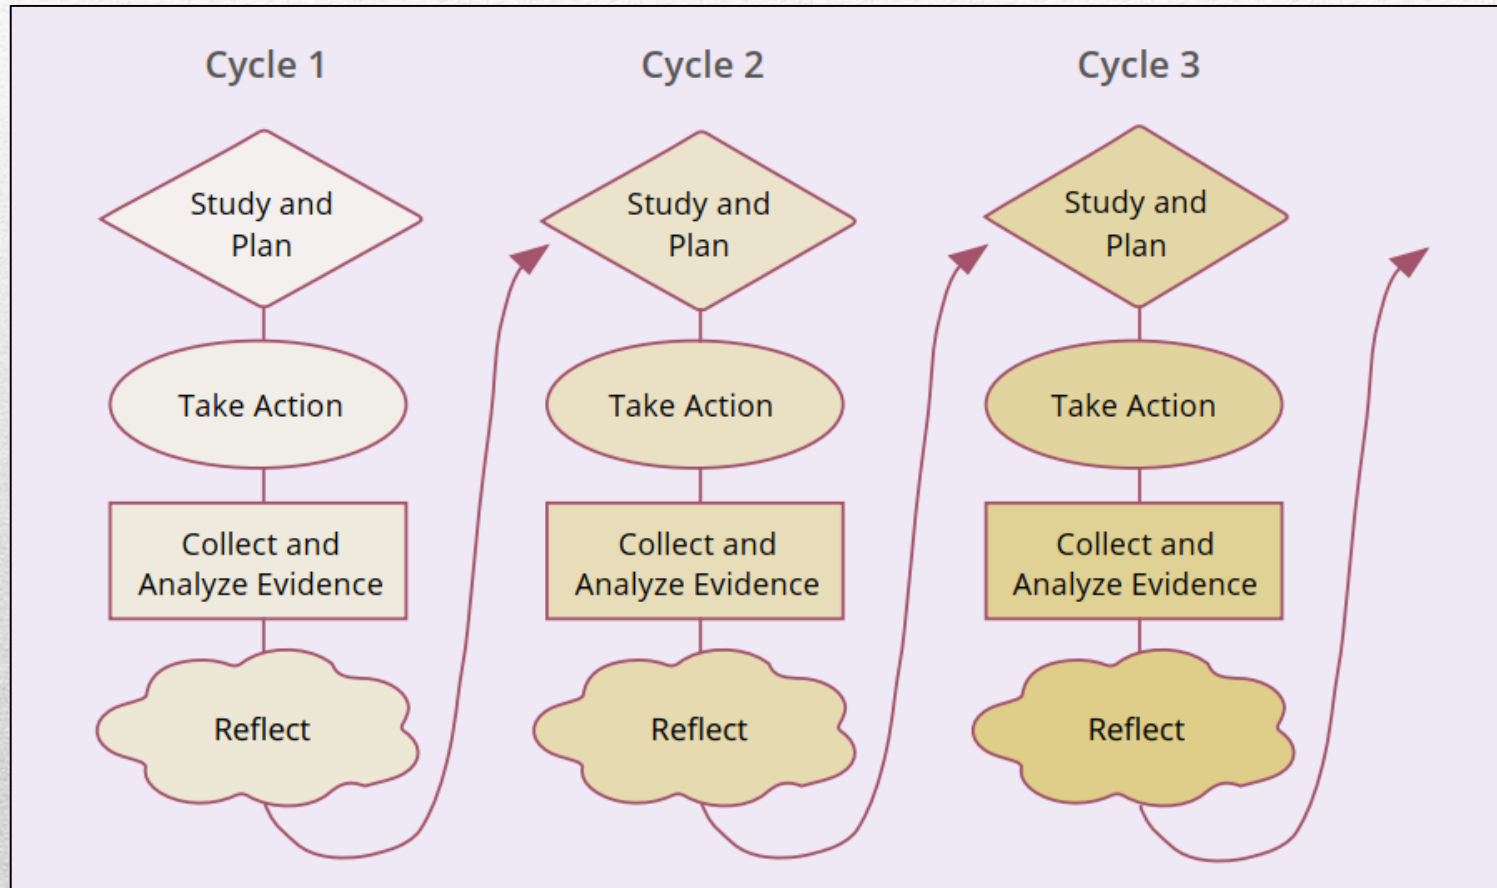 Cycle 1
Study and
Plan
Take Action
Collect and
Analyze Evidence
Reflect
Cycle 2
Study and
Plan
Take Action
Collect and
Analyze Evidence
Reflect
Cycle 3
Study and
Plan
Take Action
Collect and
Analyze Evidence
Reflect